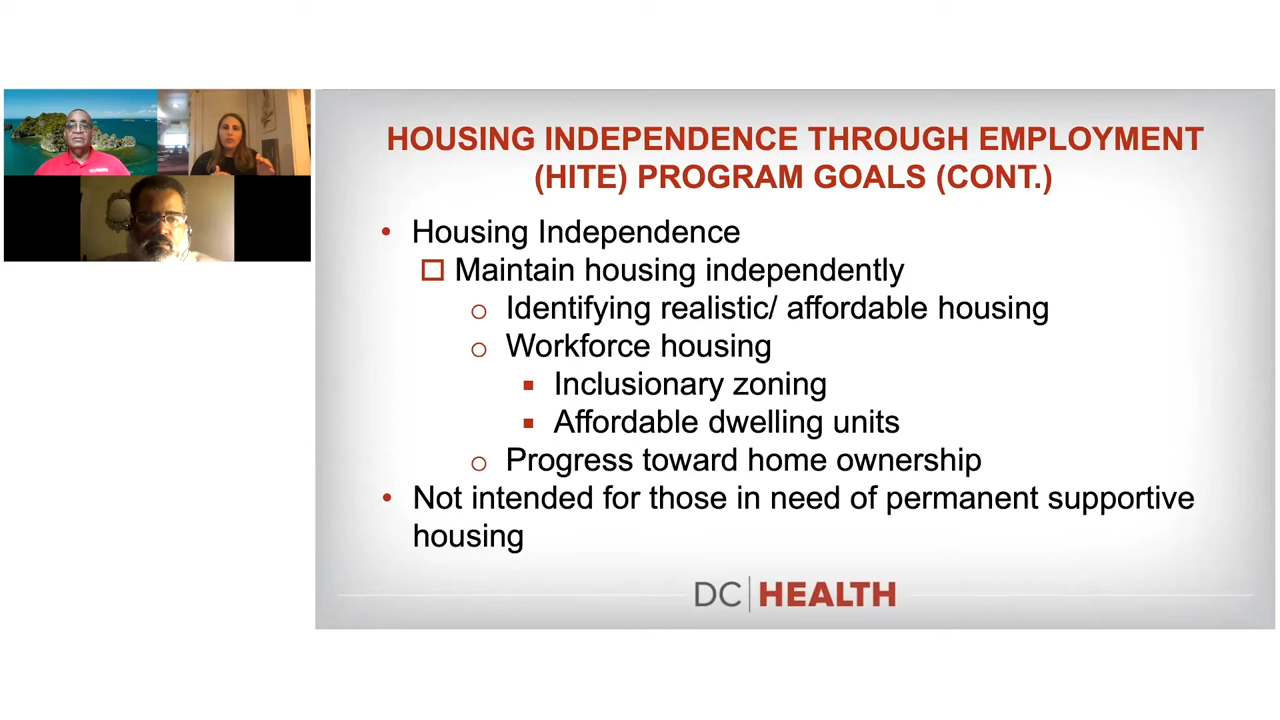 HOUSING INDEPENDENCE THROUGH EMPLOYMENT
(HITE) PROGRAM GOALS (CONT.)
• Housing Independence
Maintain housing independently
o Identifying realistic/ affordable housing
o Workforce housing
▪ Inclusionary zoning
▪ Affordable dwelling units
o Progress toward home ownership
• Not intended for those in need of permanent supportive
housing
DC | HEALTH